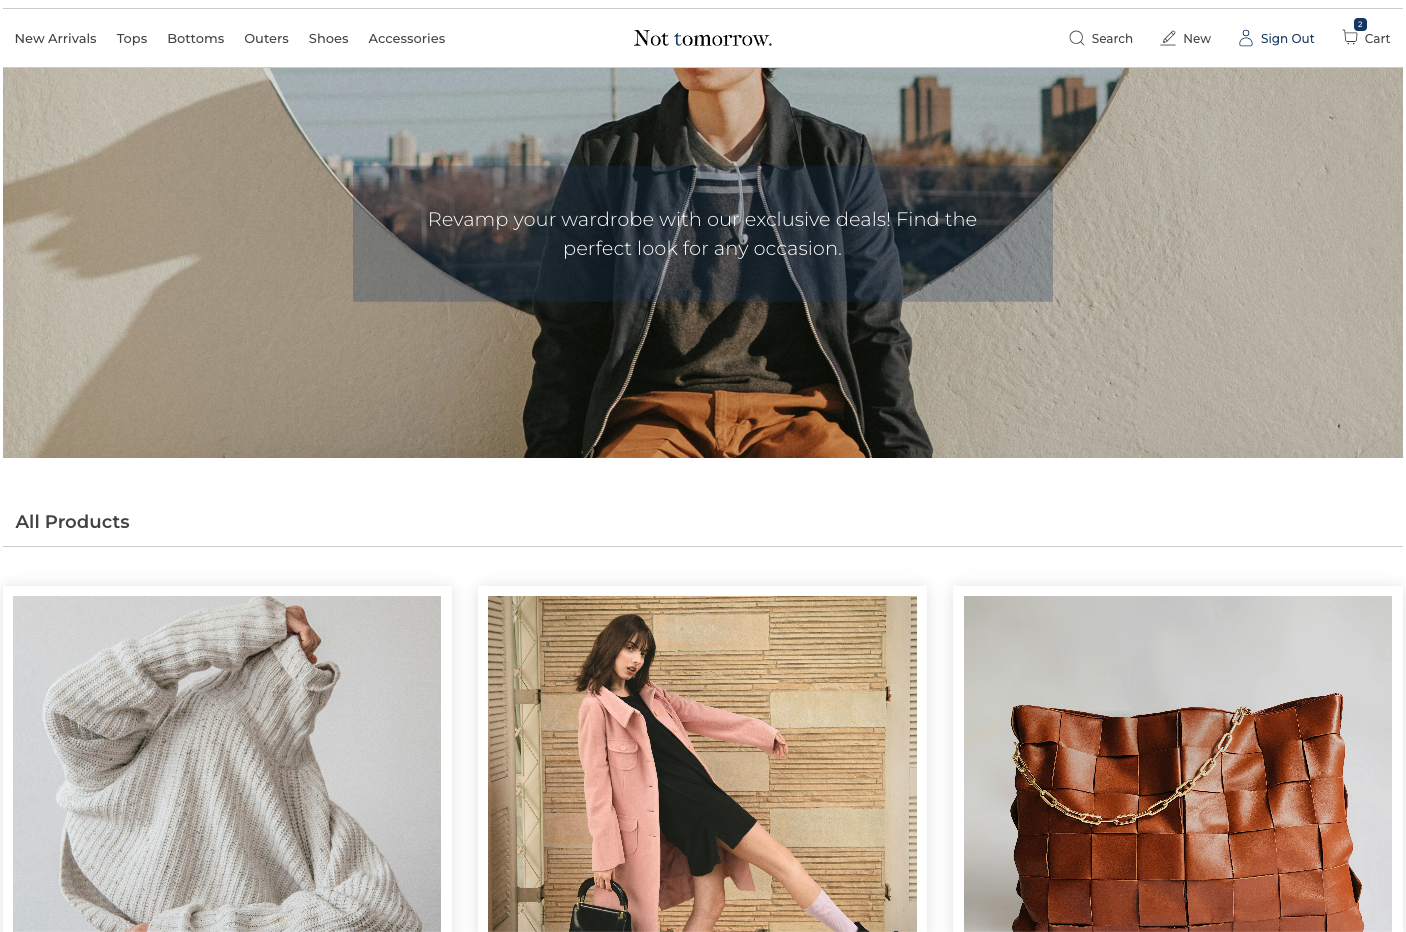 New Arrivals Tops Bottoms Outers Shoes Accessories Not tomorrow. Search New Sign Out 2 Cart
Revamp your wardrobe with our exclusive deals! Find the
perfect look for any occasion.
All Products